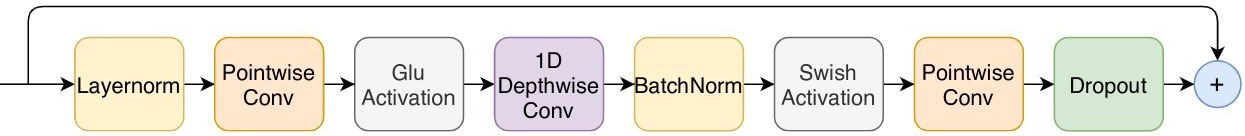 Layernorm
Pointwise
Conv
Glu
Activation
1D
Depthwise
Conv
BatchNorm
Swish
Activation
Pointwise
Conv
Dropout
+